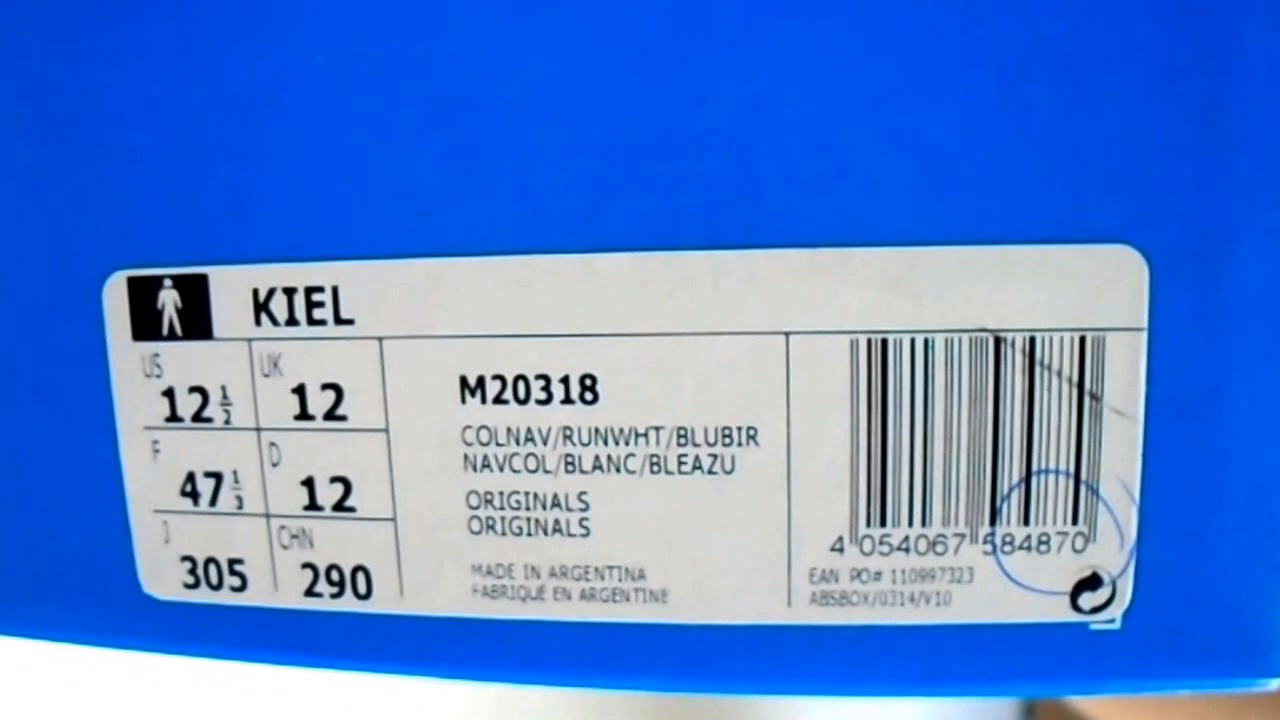 KIEL
US 12 1/2 UK 12
F 47 1/3 D 12
J 305 CHN 290
M20318
COLNAV/RUNWHT/BLUBIR
NAVCOL/BLANC/BLEAZU
ORIGINALS
ORIGINALS
MADE IN ARGENTINA
FABRIQUÉ EN ARGENTINE
4 054067 584870
EAN PO# 110997323
ABSBOX/0314/V10